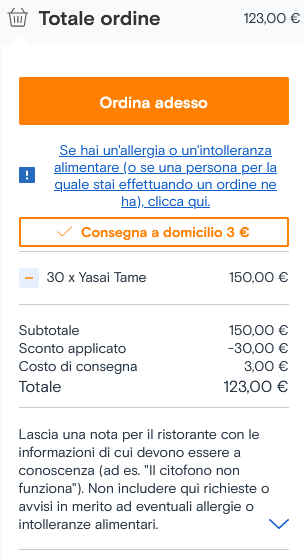 Totale ordine 123,00 €
Ordina adesso
Se hai un'allergia o un'intolleranza
alimentare (o se una persona per la
quale stai effettuando un ordine ne
ha), clicca qui.
Consegna a domicilio 3 €
30 x Yasai Tame 150,00 €
Subtotale 150,00 €
Sconto applicato -30,00 €
Costo di consegna 3,00 €
Totale 123,00 €
Lascia una nota per il ristorante con le
informazioni di cui devono essere a
conoscenza (ad es. "Il citofono non
funziona"). Non includere qui richieste o
avvisi in merito ad eventuali allergie o
intolleranze alimentari.